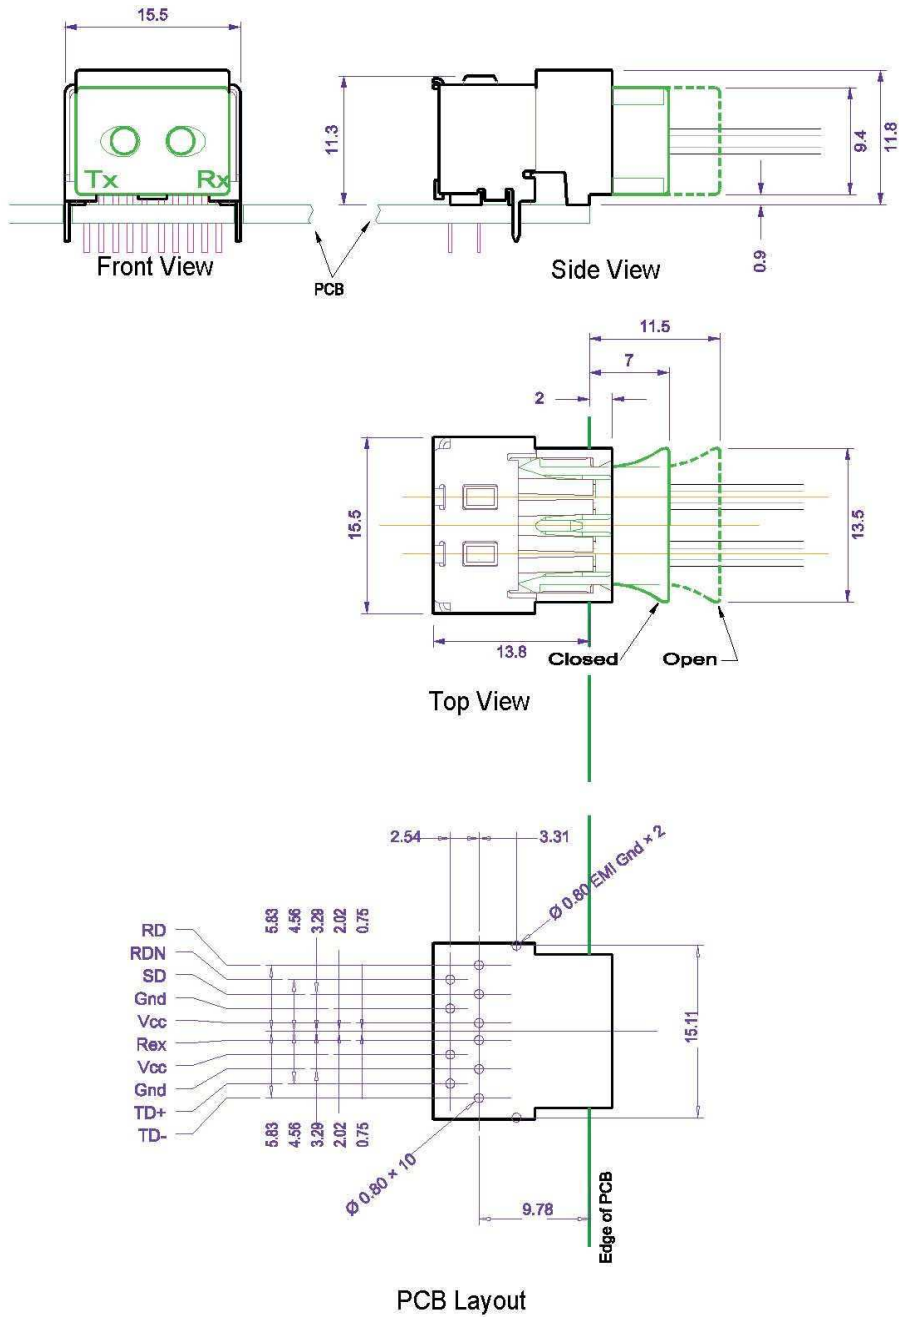 15.5
11.3
9.4
11.8
Tx Rx
0.9
Front View
PCB
Side View
11.5
7
2
15.5
13.5
13.8
Closed
Open
Top View
2.54
3.31
Ø 0.80 EMI Gnd × 2
5.83
4.56
3.29
2.02
0.75
RD
RDN
SD
Gnd
Vcc
Rex
Vcc
Gnd
TD+
TD-
15.11
5.83
4.56
3.29
2.02
0.75
Ø 0.80 × 10
9.78
Edge of PCB
PCB Layout